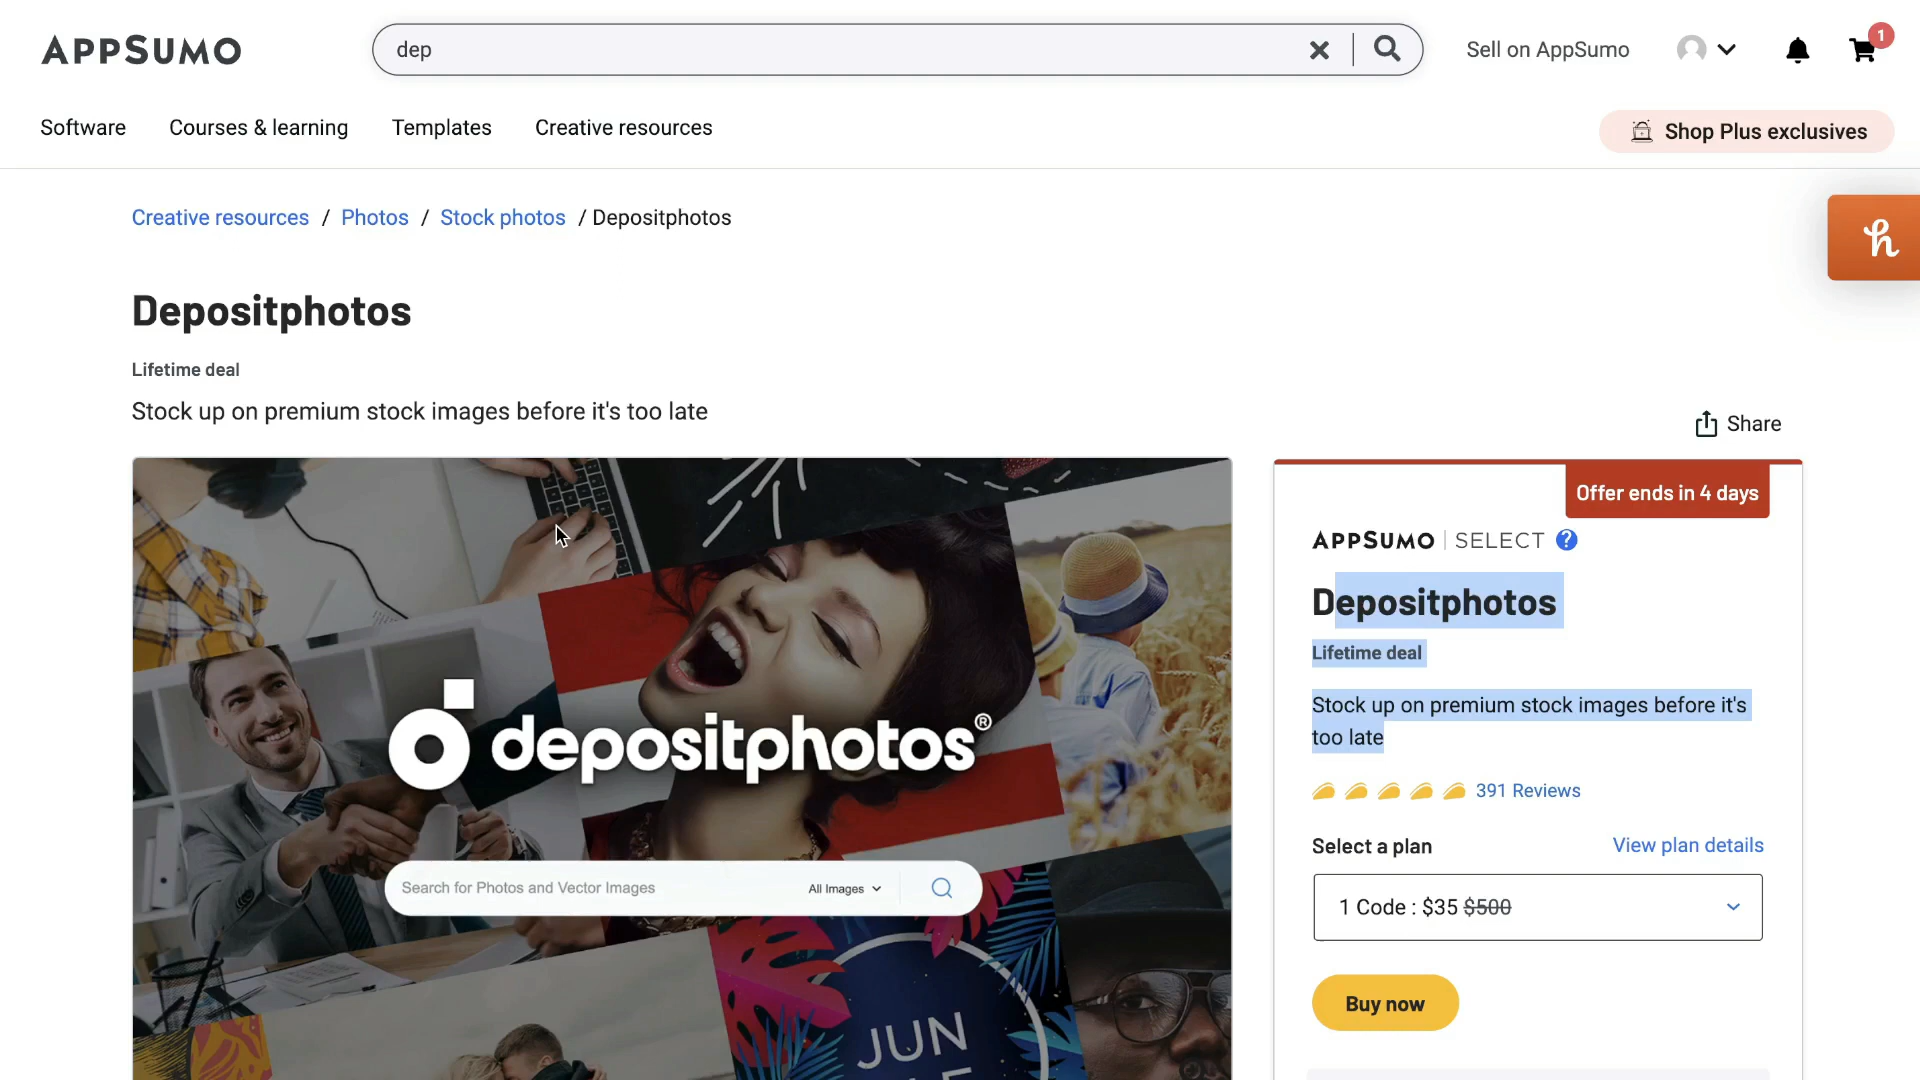 APPSUMO
dep
Sell on AppSumo
1
Software
Courses & learning
Templates
Creative resources
Shop Plus exclusives
Creative resources / Photos / Stock photos / Depositphotos
Depositphotos
Lifetime deal
Stock up on premium stock images before it's too late
Share
depositphotos®
Search for Photos and Vector Images
All Images
JUN
Offer ends in 4 days
APPSUMO | SELECT ?
Depositphotos
Lifetime deal
Stock up on premium stock images before it's
too late
391 Reviews
Select a plan
View plan details
1 Code : $35 $500
Buy now